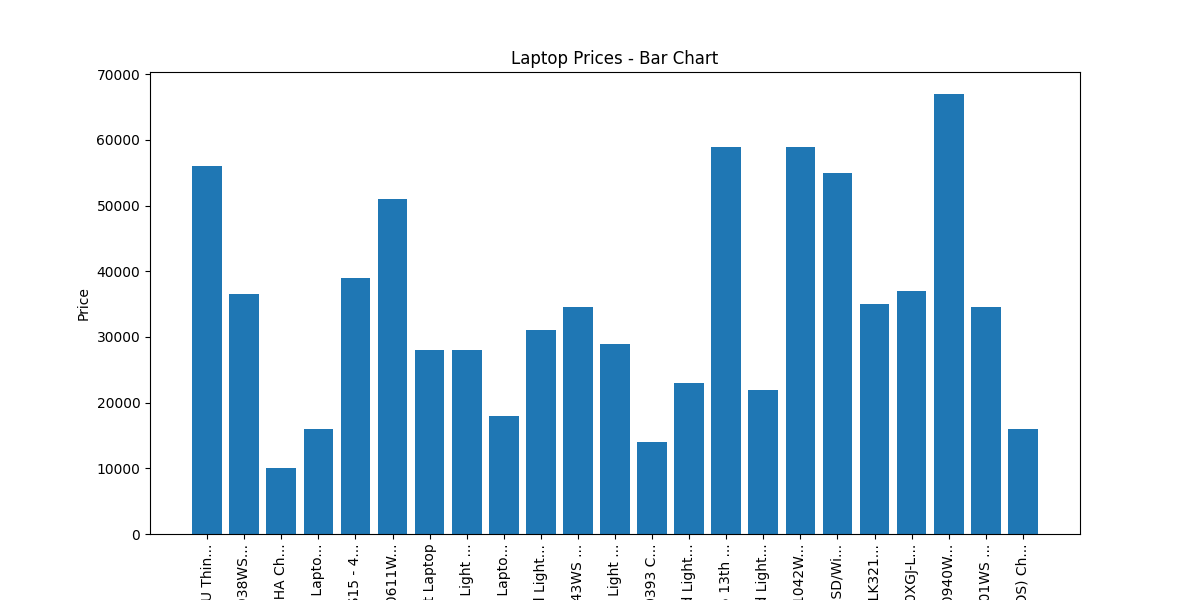 Laptop Prices - Bar Chart
Price
70000
60000
50000
40000
30000
20000
10000
0
U Thin...
038WS...
HA Ch...
Lapto...
S15 - 4...
0611W...
t Laptop
Light ...
Lapto...
d Light...
43WS ...
Light ...
0393 C...
d Light...
13th ...
d Light...
1042W...
SD/Wi...
LK321...
0XGJ-L...
0940W...
01WS ...
OS) Ch...